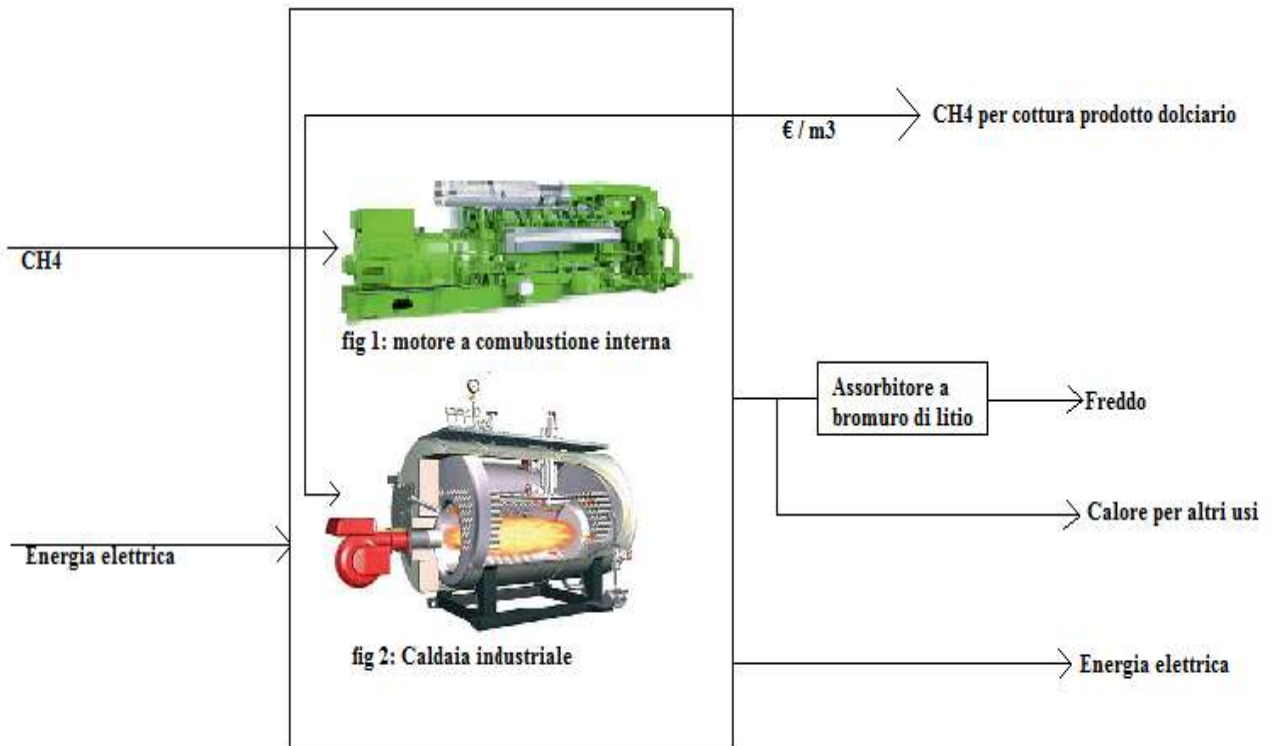 CH4 per cottura prodotto dolciario
€ / m3
CH4
fig 1: motore a comubustione interna
Assorbitore a
bromuro di litio
Freddo
Calore per altri usi
Energia elettrica
fig 2: Caldaia industriale
Energia elettrica